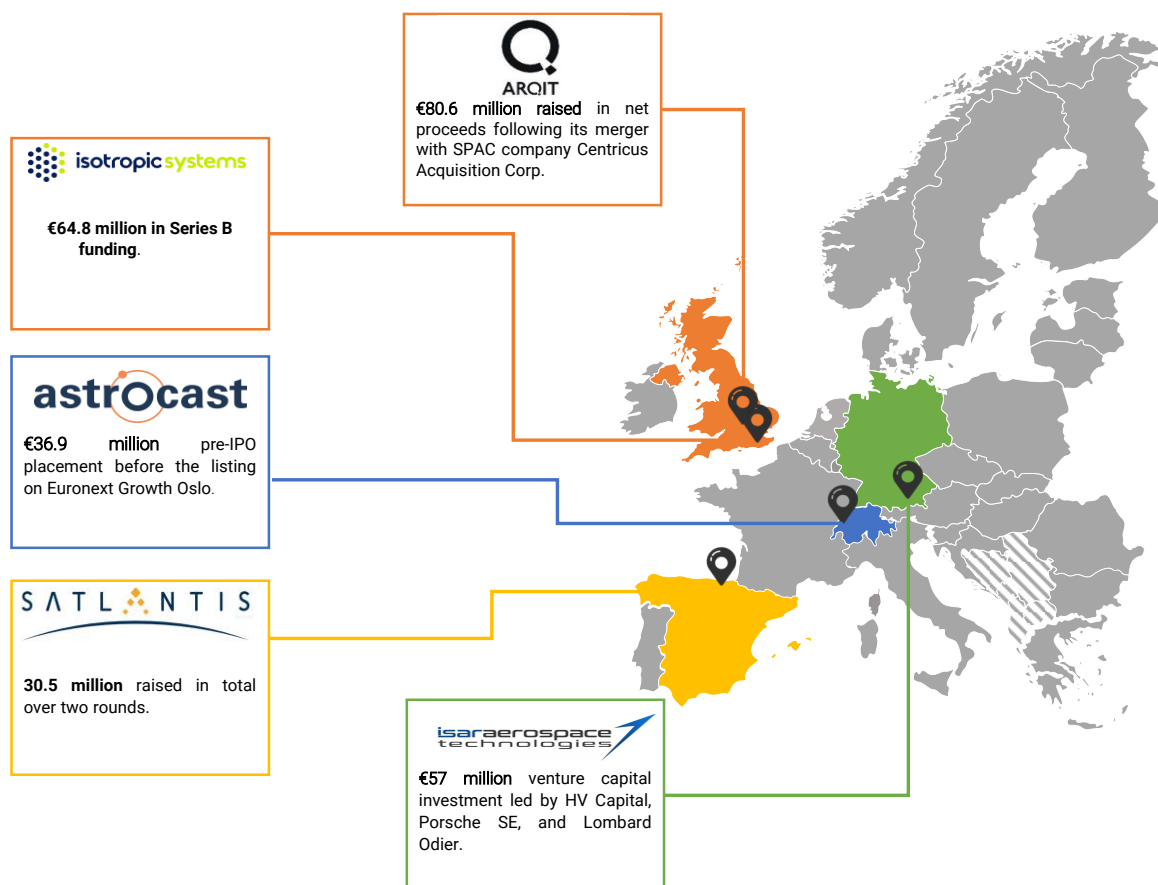 ARQIT
€80.6 million raised in net
proceeds following its merger
with SPAC company Centricus
Acquisition Corp.
isotropicsystems
€64.8 million in Series B
funding.
astrocast
€36.9 million pre-IPO
placement before the listing
on Euronext Growth Oslo.
SATLANTIS
30.5 million raised in total
over two rounds.
isaraerospace
technologies
€57 million venture capital
investment led by HV Capital,
Porsche SE, and Lombard
Odier.